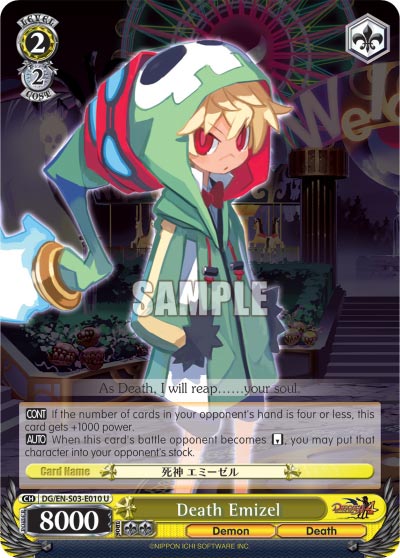 LEVEL
2
2
COST
Welc
SAMPLE
As Death, I will reap……your soul.
CONT If the number of cards in your opponent's hand is four or less, this
card gets +1000 power.
AUTO When this card's battle opponent becomes , you may put that
character into your opponent's stock.
Card Name 死神 エミーゼル
CH DG/EN-S03-E010 U
POWER 8000 SOUL Death Emizel
Demon Death
©NIPPON ICHI SOFTWARE INC.